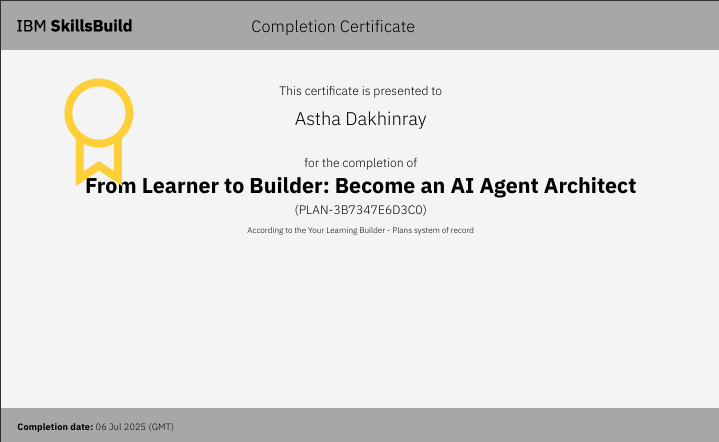 IBM SkillsBuild
Completion Certificate
This certificate is presented to
Astha Dakhinray
for the completion of
From Learner to Builder: Become an AI Agent Architect
(PLAN-3B7347E6D3C0)
According to the Your Learning Builder - Plans system of record
Completion date: 06 Jul 2025 (GMT)